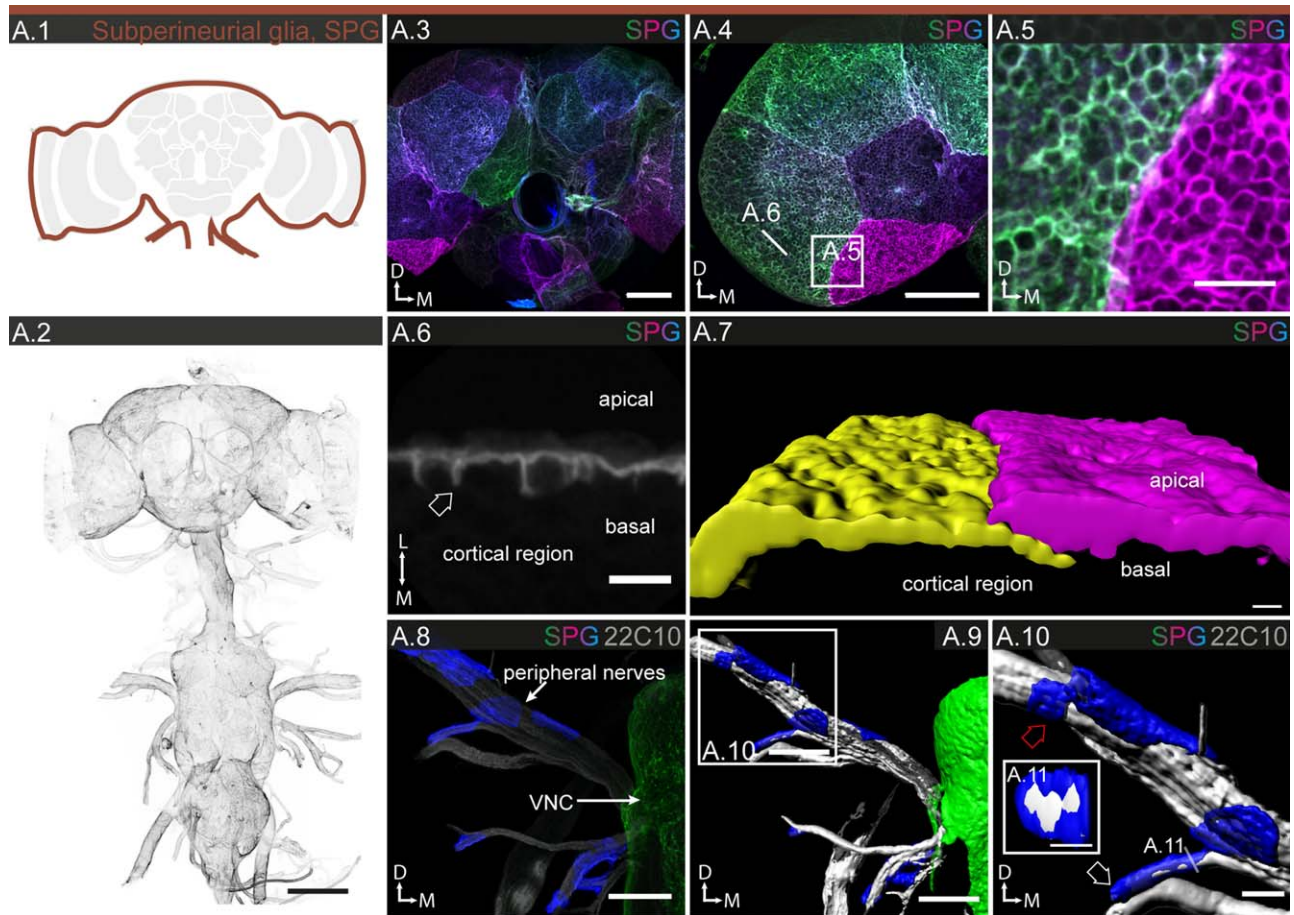 A.1 Subperineurial glia, SPG
A.3 SPG
D
M
A.4 SPG
A.6
A.5
D
M
A.5 SPG
A.2
A.6 SPG
apical
basal
cortical region
L
M
A.7 SPG
apical
basal
cortical region
A.8 SPG 22C10
peripheral nerves
VNC
D
M
A.9
A.10
D
M
A.10 SPG 22C10
A.11
A.11